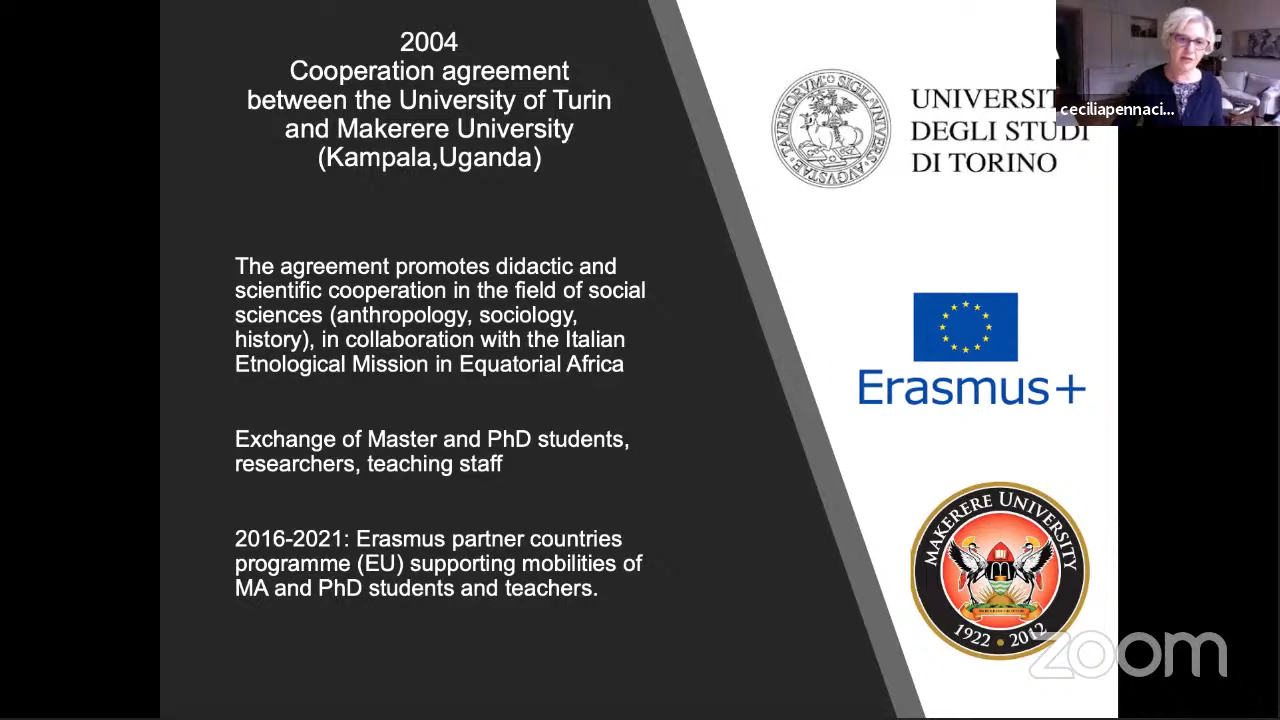 2004
Cooperation agreement
between the University of Turin
and Makerere University
(Kampala,Uganda)
The agreement promotes didactic and
scientific cooperation in the field of social
sciences (anthropology, sociology,
history), in collaboration with the Italian
Etnological Mission in Equatorial Africa
Exchange of Master and PhD students,
researchers, teaching staff
2016-2021: Erasmus partner countries
programme (EU) supporting mobilities of
MA and PhD students and teachers.
SIGILVVM VNIVERS AVGVSTAE TAVRINORVM
UNIVERSIT
DEGLI STUDI
DI TORINO
ceciliapennaci...
Erasmus+
MAKERERE UNIVERSITY
1922 • 2012
zoom